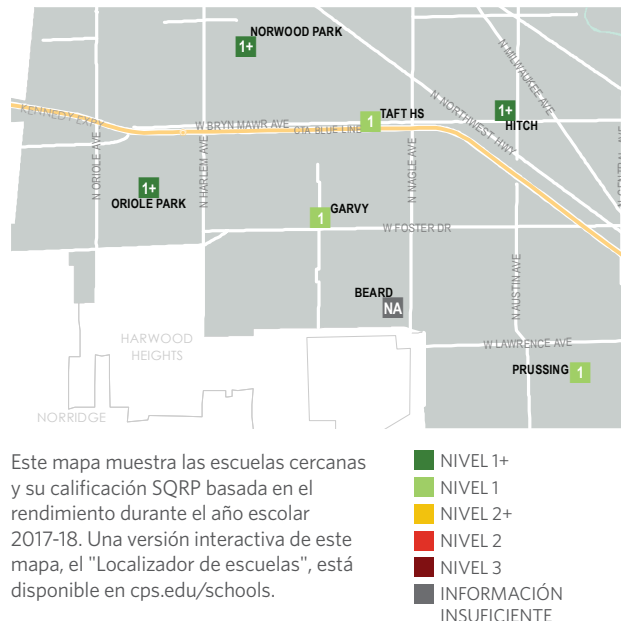 NORWOOD PARK
1+
N MILWAUKEE AVE
KENNEDY EXPY
W BRYN MAWR AVE
CTA BLUE LINE
1
TAFT HS
N NORTHWEST HWY
1+
HITCH
N ORIOLE AVE
N HARLEM AVE
N NAGLE AVE
1+
ORIOLE PARK
1
GARVY
W FOSTER DR
BEARD
NA
N AUSTIN AVE
HARWOOD
HEIGHTS
W LAWRENCE AVE
PRUSSING
1
NORRIDGE
Este mapa muestra las escuelas cercanas
y su calificación SQRP basada en el
rendimiento durante el año escolar
2017-18. Una versión interactiva de este
mapa, el "Localizador de escuelas", está
disponible en cps.edu/schools.
NIVEL 1+
NIVEL 1
NIVEL 2+
NIVEL 2
NIVEL 3
INFORMACIÓN
INSUFICIENTE